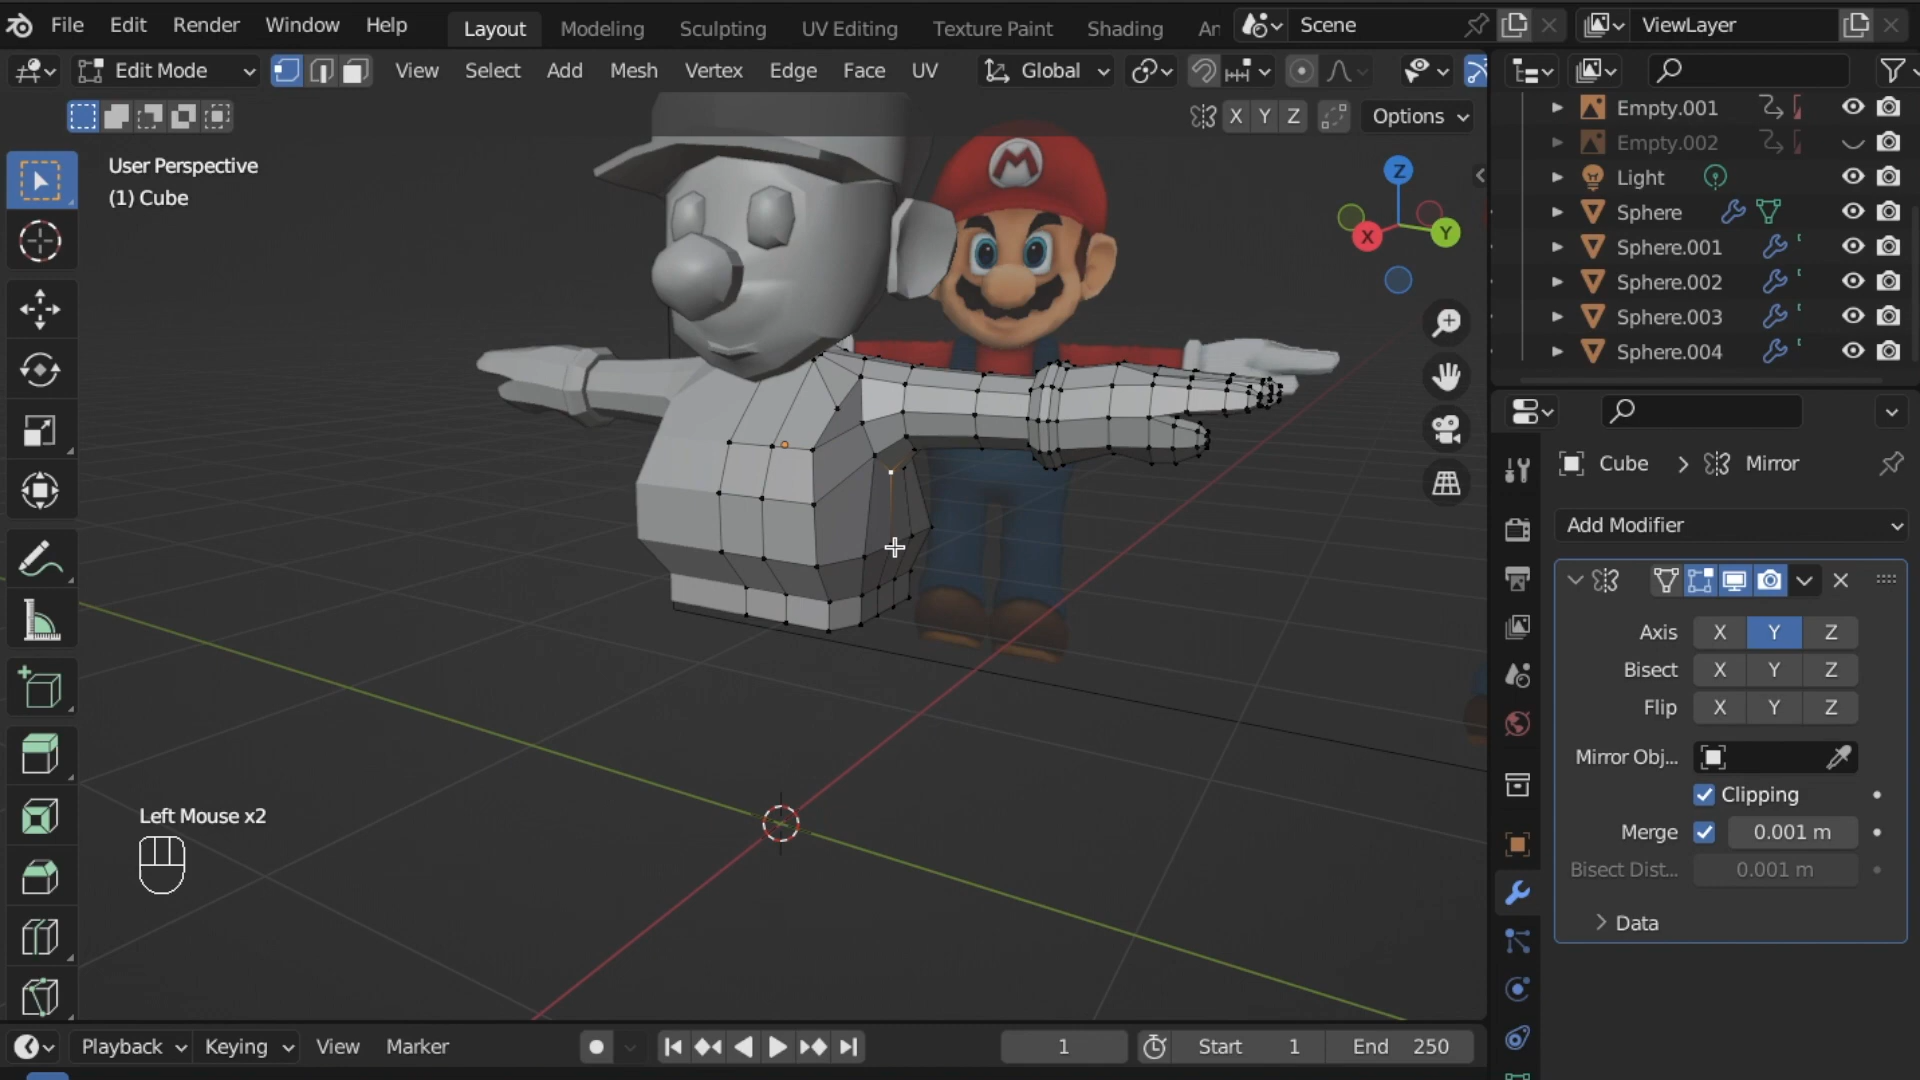 File Edit Render Window Help Layout Modeling Sculpting UV Editing Texture Paint Shading An Scene ViewLayer
Edit Mode View Select Add Mesh Vertex Edge Face UV Global
X Y Z Options
User Perspective
(1) Cube
Z
X
Y
M
Empty.001
Empty.002
Light
Sphere
Sphere.001
Sphere.002
Sphere.003
Sphere.004
Cube > Mirror
Add Modifier
Axis X Y Z
Bisect X Y Z
Flip X Y Z
Mirror Obj...
Clipping
Merge 0.001 m
Bisect Dist... 0.001 m
Data
Left Mouse x2
Playback Keying View Marker 1 Start 1 End 250